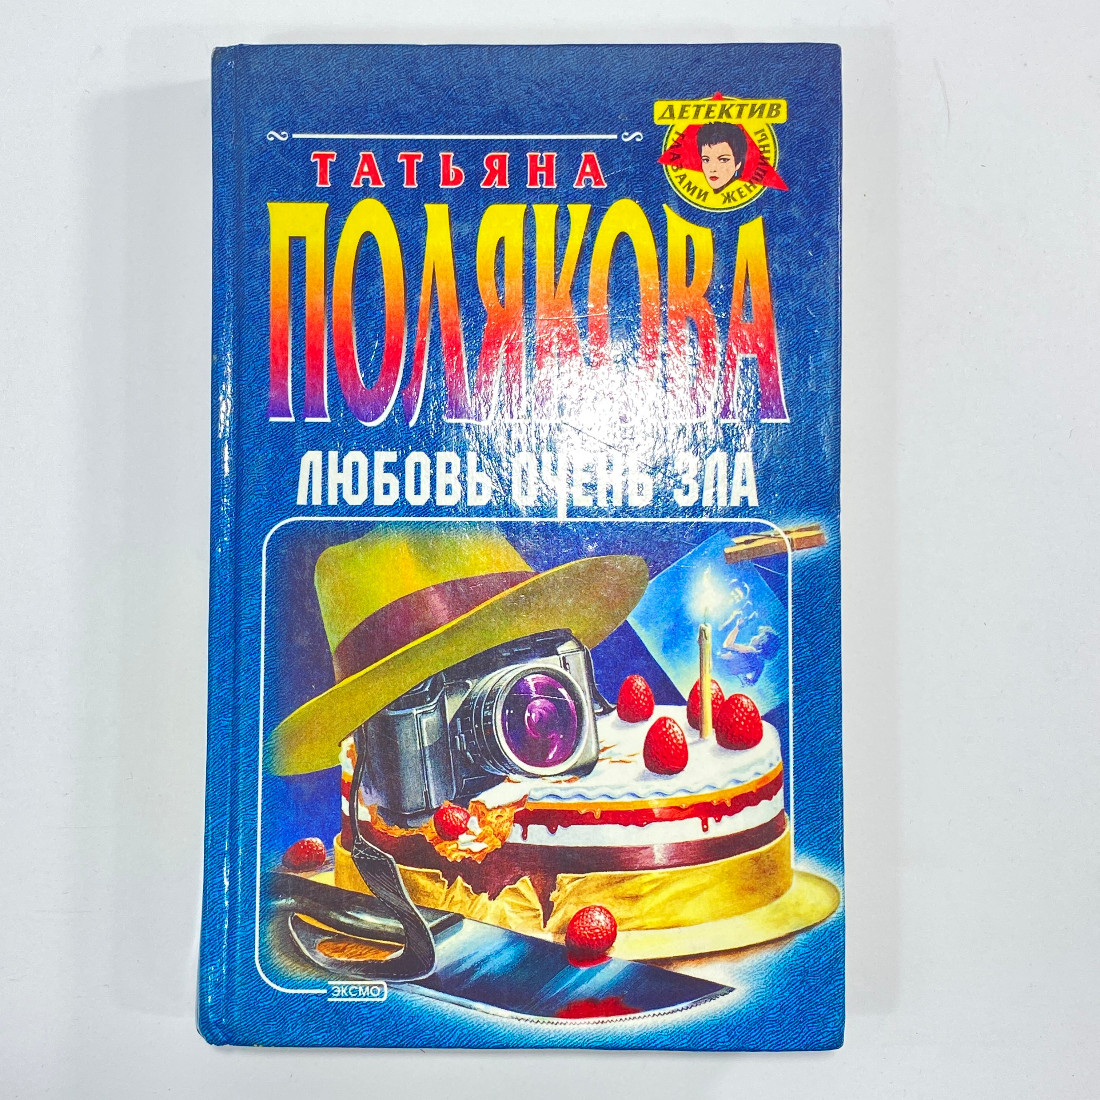 ДЕТЕКТИВ
ГЛАЗАМИ ЖЕНЩИНЫ
ТАТЬЯНА
ПОЛЯКОВА
ЛЮБОВЬ ОЧЕНЬ ЗЛА
ЭКСМО